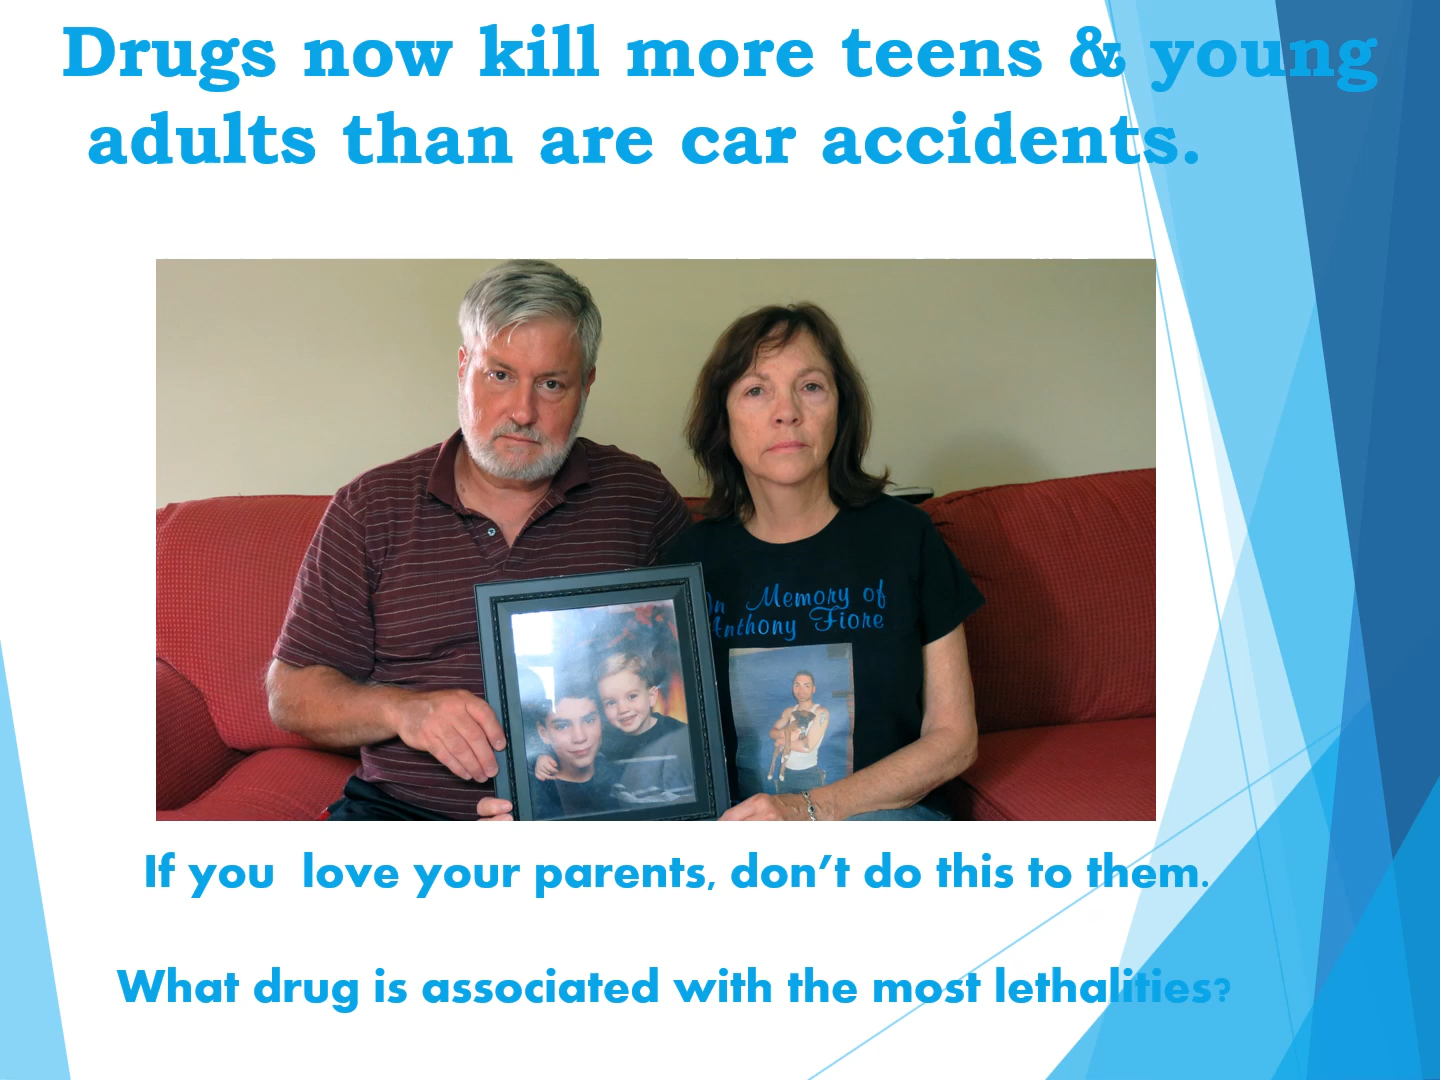 Drugs now kill more teens & young
adults than are car accidents.
In Memory of
Anthony Fiore
If you love your parents, don't do this to them.
What drug is associated with the most lethalities?